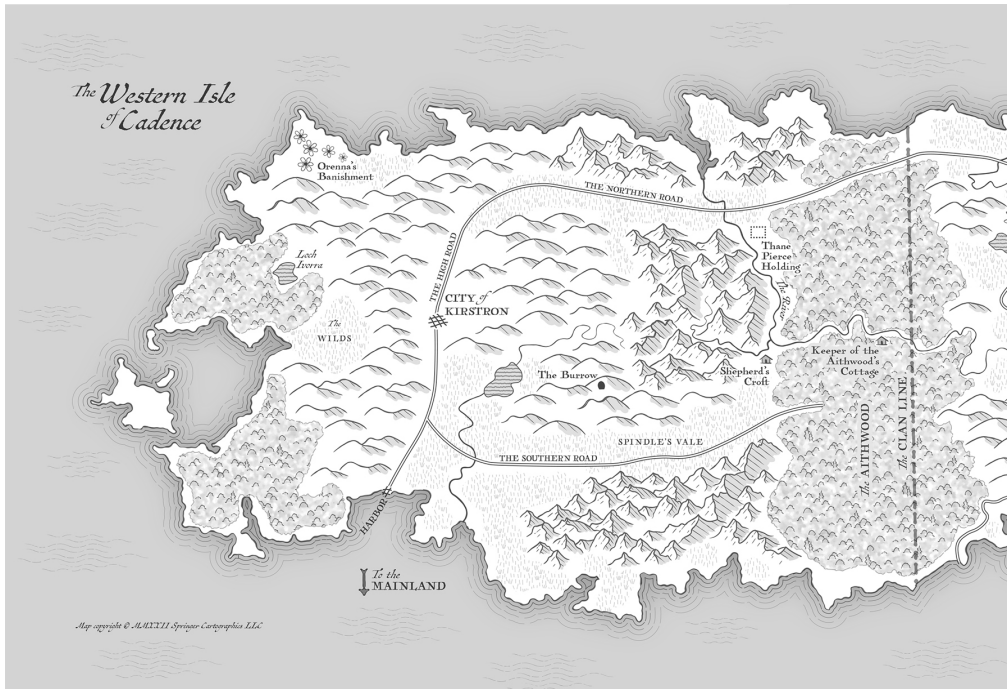 The Western Isle
of Cadence
Orenna's
Banishment
THE NORTHERN ROAD
Thane
Pierce
Holding
Loch
Ivorra
THE HIGH ROAD
CITY of
KIRSTRON
The
WILDS
Keeper of the
Aithwood's
Cottage
The Burrow
Shepherd's
Croft
The CLAN LINE
The AITHWOOD
SPINDLE'S VALE
THE SOUTHERN ROAD
HARBOR
To the
MAINLAND
Map copyright © MMXXII Springer Cartographics LLC